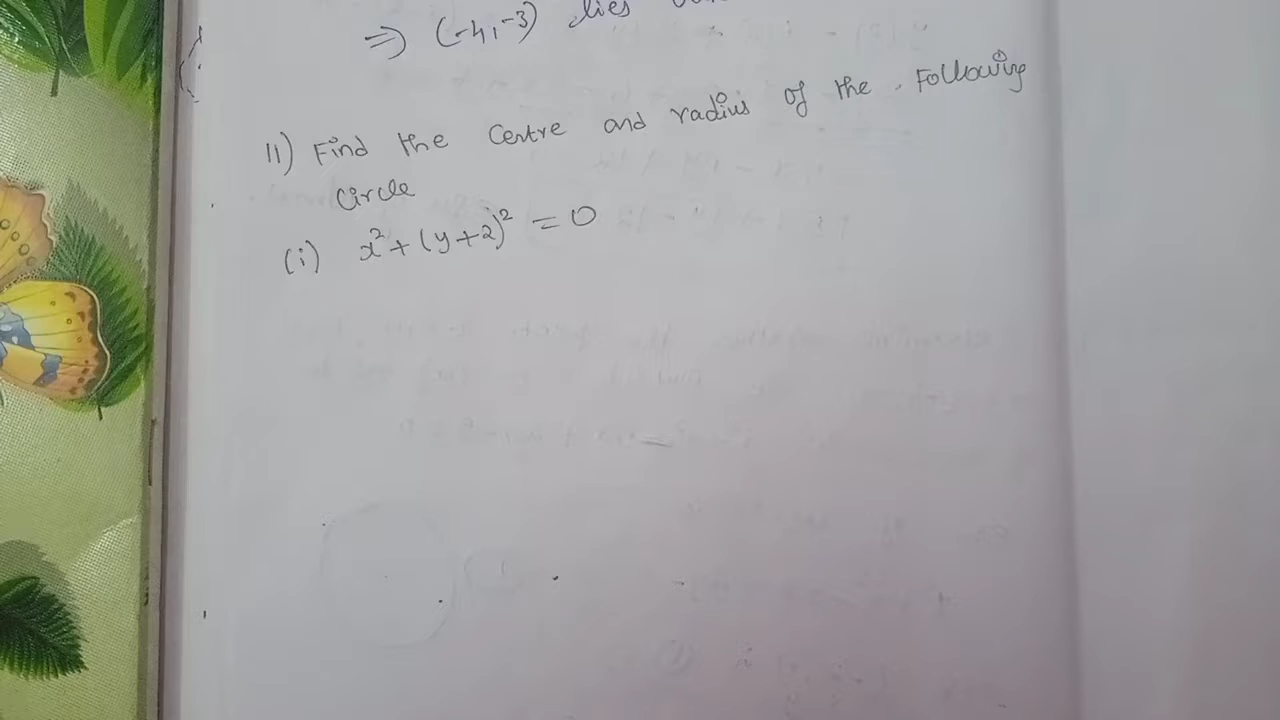 ⇒ (-4,-3) lies
11) Find the Centre and radius of the . Following
Circle
(i) x² + (y+2)² = 0